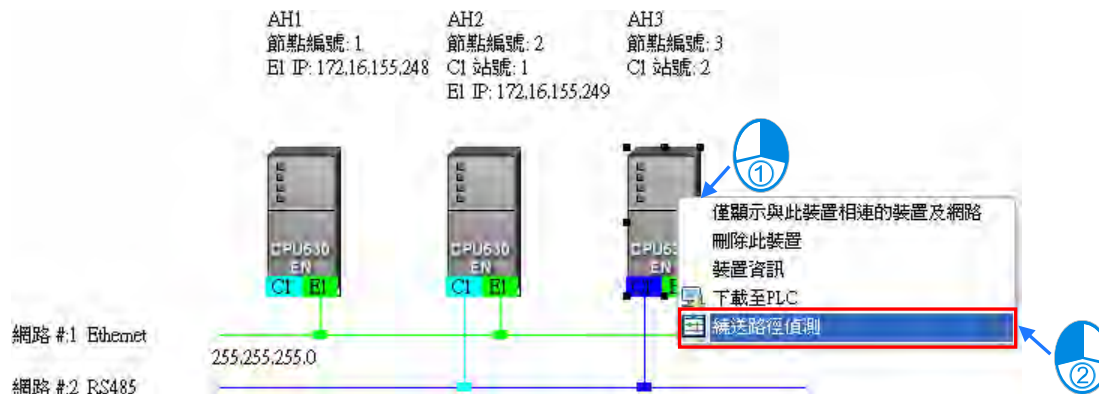 AH1
節點編號: 1
E1 IP: 172.16.155.248
AH2
節點編號: 2
C1 站號: 1
E1 IP: 172.16.155.249
AH3
節點編號: 3
C1 站號: 2
CPU530
EN
C1 E1
CPU530
EN
C1 E1
CPU53
EN
C1 E
①
僅顯示與此裝置相連的裝置及網路
刪除此裝置
裝置資訊
下載至PLC
繞送路徑偵測
②
網路 #:1 Ethernet
255.255.255.0
網路 #:2 RS485